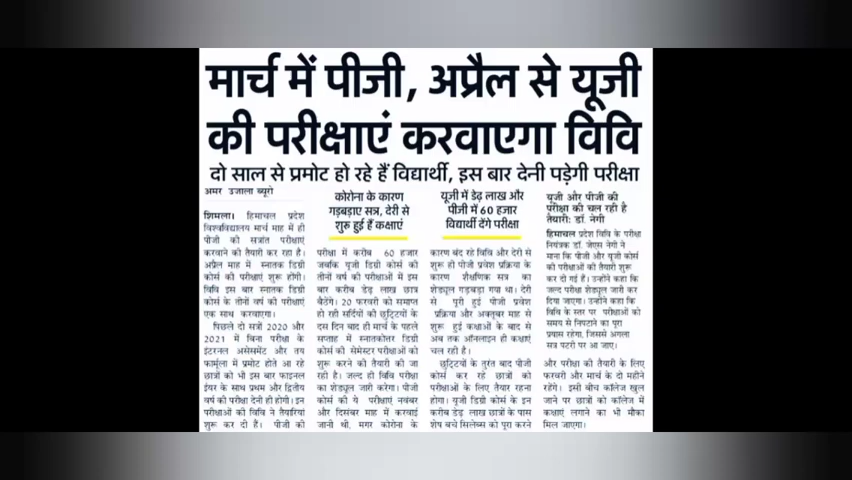 मार्च में पीजी, अप्रैल से यूजी
की परीक्षाएं करवाएगा विवि
दो साल से प्रमोट हो रहे हैं विद्यार्थी, इस बार देनी पड़ेगी परीक्षा
अमर उजाला ब्यूरो
शिमला। हिमाचल प्रदेश
विश्वविद्यालय मार्च माह में ही
पीजी की सत्रांत परीक्षाएं
करवाने की तैयारी कर रहा है।
अप्रैल माह में स्नातक डिग्री
कोर्स की परीक्षाएं शुरू होंगी।
विवि इस बार स्नातक डिग्री
कोर्स के तीनों वर्ष की परीक्षाएं
एक साथ करवाएगा।
पिछले दो सत्रों 2020 और
2021 में बिना परीक्षा के
इंटरनल असेसमेंट और तय
फार्मूला में प्रमोट होते आ रहे
छात्रों को भी इस बार फाइनल
ईयर के साथ प्रथम और द्वितीय
वर्ष की परीक्षा देनी ही होगी। इन
परीक्षाओं की विवि ने तैयारियां
शुरू कर दी हैं। पीजी की
कोरोना के कारण
गड़बड़ाए सत्र, देरी से
शुरू हुई हैं कक्षाएं
परीक्षा में करीब 60 हजार
जबकि यूजी डिग्री कोर्स की
तीनों वर्ष की परीक्षाओं में इस
बार करीब डेढ़ लाख छात्र
बैठेंगे। 20 फरवरी को समाप्त
हो रही सर्दियों की छुट्टियों के
दस दिन बाद ही मार्च के पहले
सप्ताह में स्नातकोत्तर डिग्री
कोर्स की सेमेस्टर परीक्षाओं को
शुरू करने की तैयारी की जा
रही है। जल्द ही विवि परीक्षा
का शेड्यूल जारी करेगा। पीजी
कोर्स की ये परीक्षाएं नवंबर
और दिसंबर माह में करवाई
जानी थी, मगर कोरोना के
यूजी में डेढ़ लाख और
पीजी में 60 हजार
विद्यार्थी देंगे परीक्षा
कारण बंद रहे विवि और देरी से
शुरू हो पीजी प्रवेश प्रक्रिया के
कारण शैक्षणिक सत्र का
शेड्यूल गड़बड़ा गया था। देरी
से पूरी हुई पीजी प्रवेश
प्रक्रिया और अक्तूबर माह से
शुरू हुई कक्षाओं के बाद से
अब तक ऑनलाइन ही कक्षाएं
चल रही है।
छुट्टियों के तुरंत बाद पीजी
कोर्स कर रहे छात्रों को
परीक्षाओं के लिए तैयार रहना
होगा। यूजी डिग्री कोर्स के इन
करीब डेढ़ लाख छात्रों के पास
शेष बचे सिलेब्स को पूरा करने
यूजी और पीजी की
परीक्षा की चल रही है
तैयारी: डॉ. नेगी
हिमाचल प्रदेश विवि के परीक्षा
नियंत्रक डॉ. जेएस नेगी ने
माना कि पीजी और यूजी कोर्स
की परीक्षाओं की तैयारी शुरू
कर दी गई हैं। उन्होंने कहा कि
जल्द परीक्षा शेड्यूल जारी कर
दिया जाएगा। उन्होंने कहा कि
विवि के स्तर पर परीक्षाओं को
समय से निपटाने का पूरा
प्रयास रहेगा, जिससे अगला
सत्र पटरी पर आ जाए।
और परीक्षा की तैयारी के लिए
फरवरी और मार्च के दो महीने
रहेंगे। इसी बीच कॉलेज खुल
जाने पर छात्रों को कॉलेज में
कक्षाएं लगाने का भी मौका
मिल जाएगा।